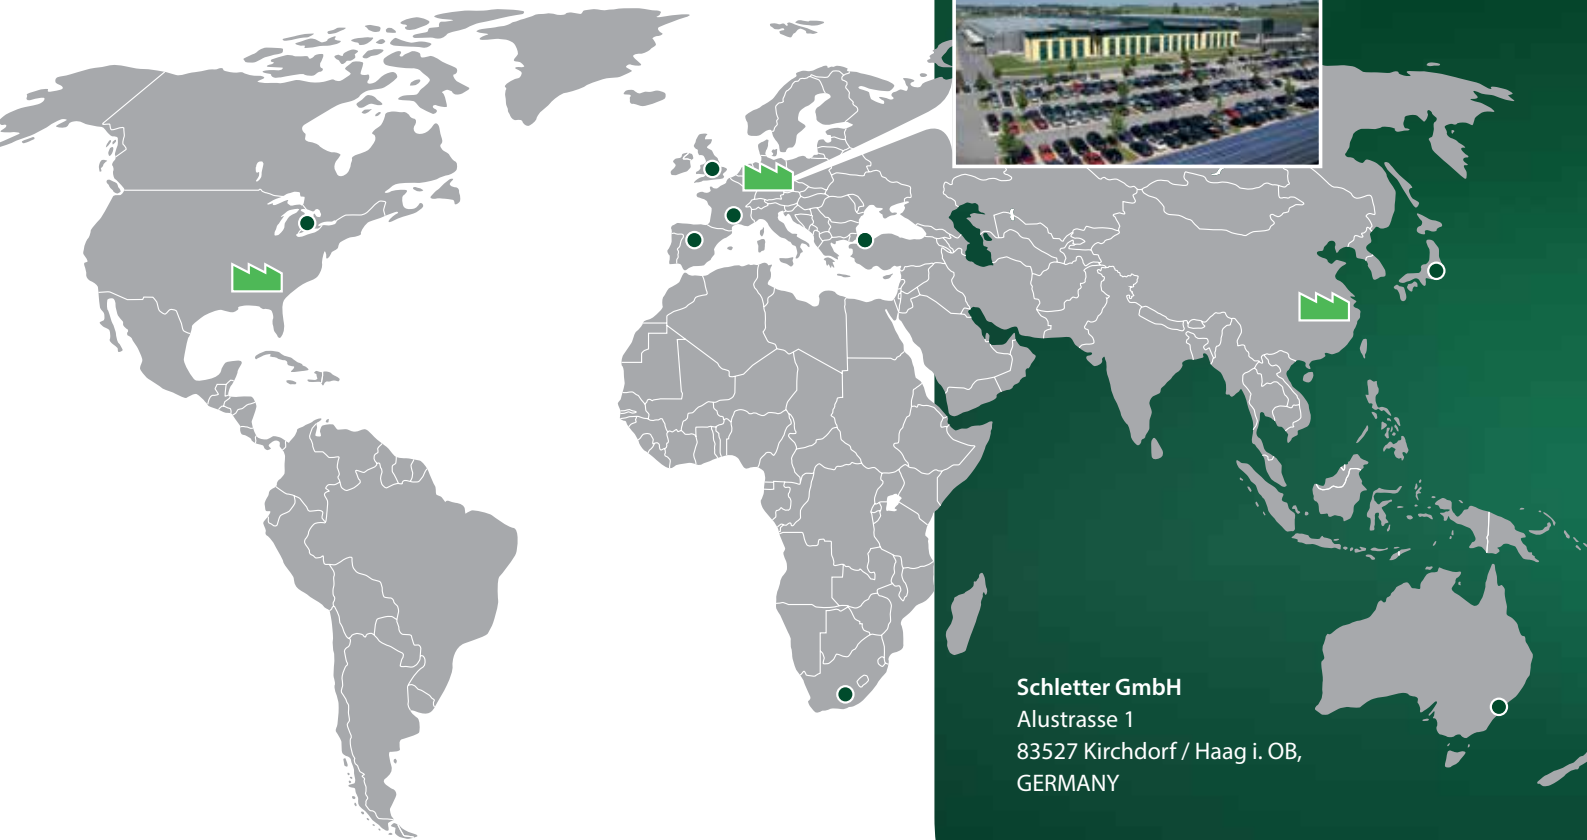 Schletter GmbH
Alustrasse 1
83527 Kirchdorf / Haag i. OB,
GERMANY